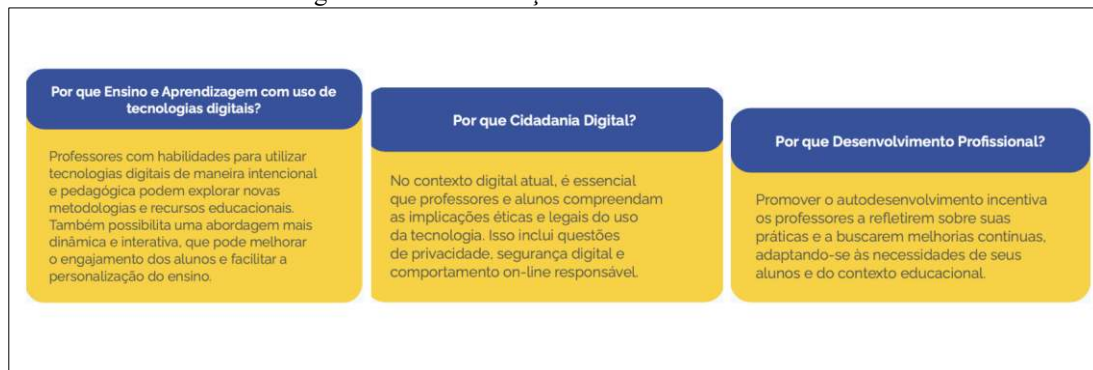 Por que Ensino e Aprendizagem com uso de
tecnologias digitais?
Professores com habilidades para utilizar
tecnologias digitais de maneira intencional
e pedagógica podem explorar novas
metodologias e recursos educacionais.
Também possibilita uma abordagem mais
dinâmica e interativa, que pode melhorar
o engajamento dos alunos e facilitar a
personalização do ensino.
Por que Cidadania Digital?
No contexto digital atual, é essencial
que professores e alunos compreendam
as implicações éticas e legais do uso
da tecnologia. Isso inclui questões
de privacidade, segurança digital e
comportamento on-line responsável.
Por que Desenvolvimento Profissional?
Promover o autodesenvolvimento incentiva
os professores a refletirem sobre suas
práticas e a buscarem melhorias contínuas,
adaptando-se às necessidades de seus
alunos e do contexto educacional.